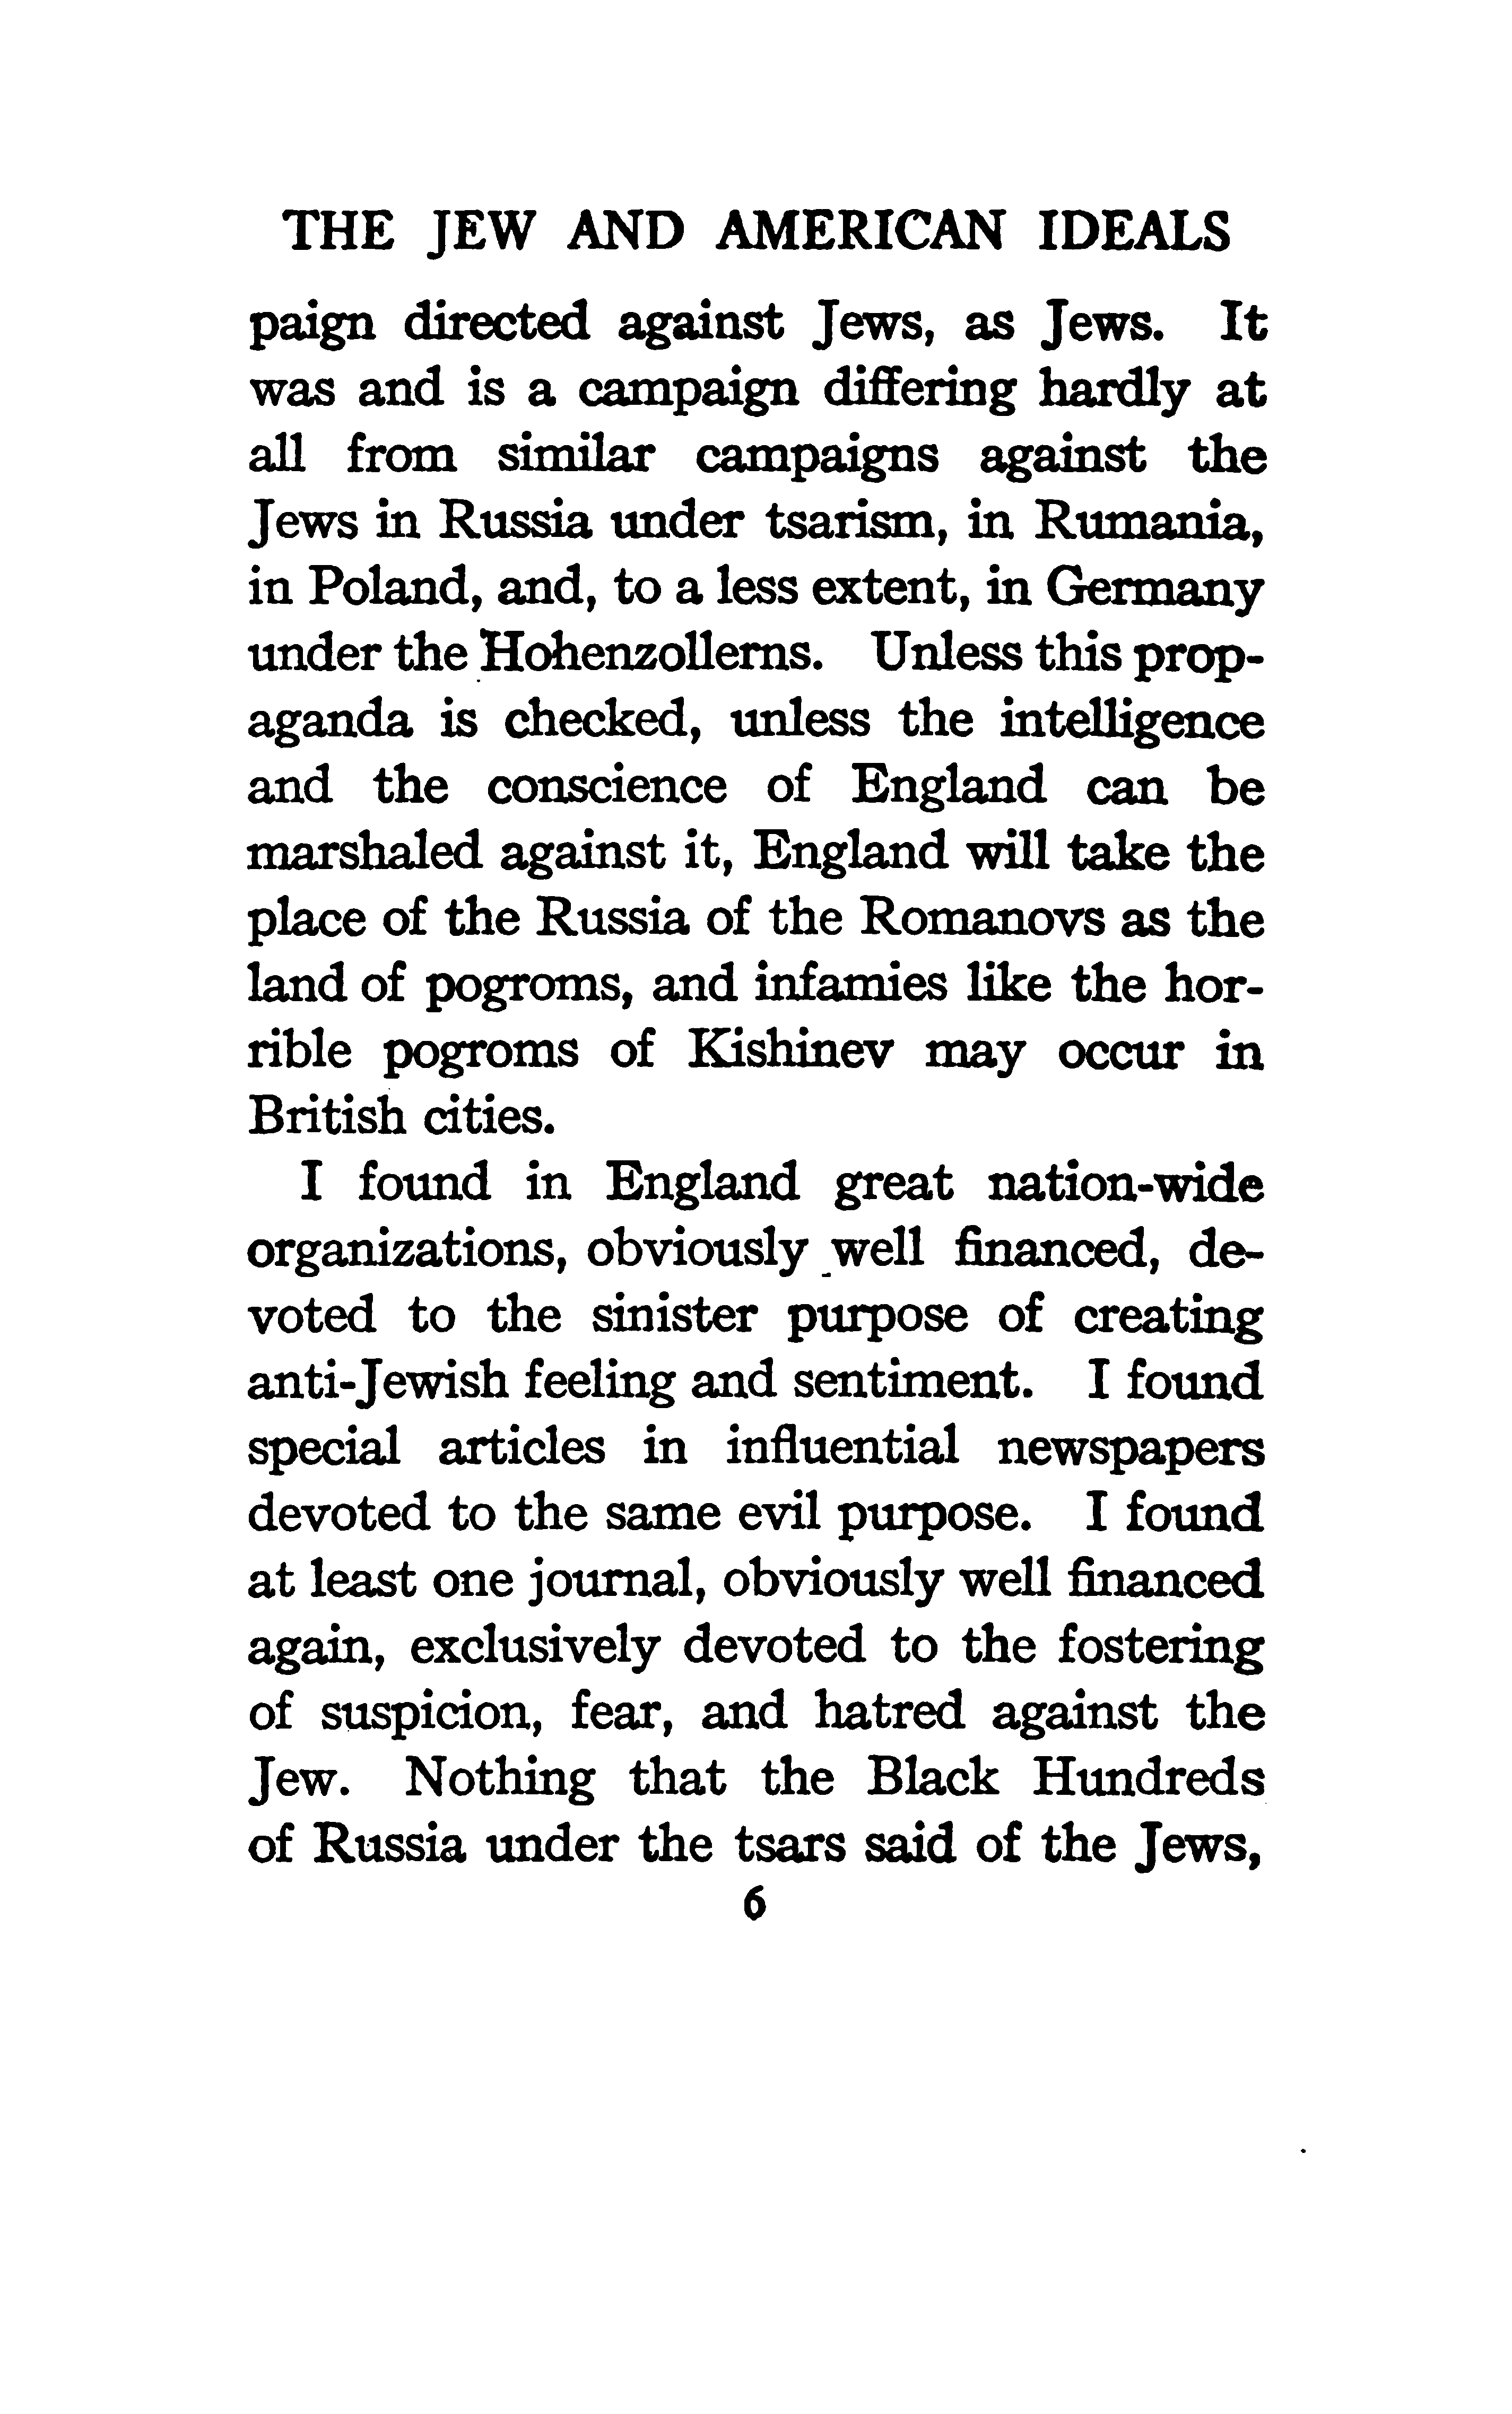 THE JEW AND AMERICAN IDEALS
paign directed against Jews, as Jews. It
was and is a campaign differing hardly at
all from similar campaigns against the
Jews in Russia under tsarism, in Rumania,
in Poland, and, to a less extent, in Germany
under the Hohenzollerns. Unless this prop-
aganda is checked, unless the intelligence
and the conscience of England can be
marshaled against it, England will take the
place of the Russia of the Romanovs as the
land of pogroms, and infamies like the hor-
rible pogroms of Kishinev may occur in
British cities.
I found in England great nation-wide
organizations, obviously well financed, de-
voted to the sinister purpose of creating
anti-Jewish feeling and sentiment. I found
special articles in influential newspapers
devoted to the same evil purpose. I found
at least one journal, obviously well financed
again, exclusively devoted to the fostering
of suspicion, fear, and hatred against the
Jew. Nothing that the Black Hundreds
of Russia under the tsars said of the Jews,
6